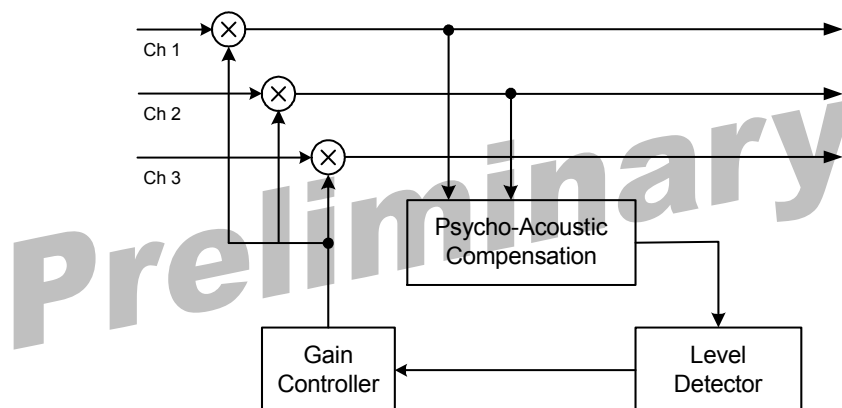 Ch 1
Ch 2
Ch 3
Preliminary
Psycho-Acoustic
Compensation
Gain
Controller
Level
Detector